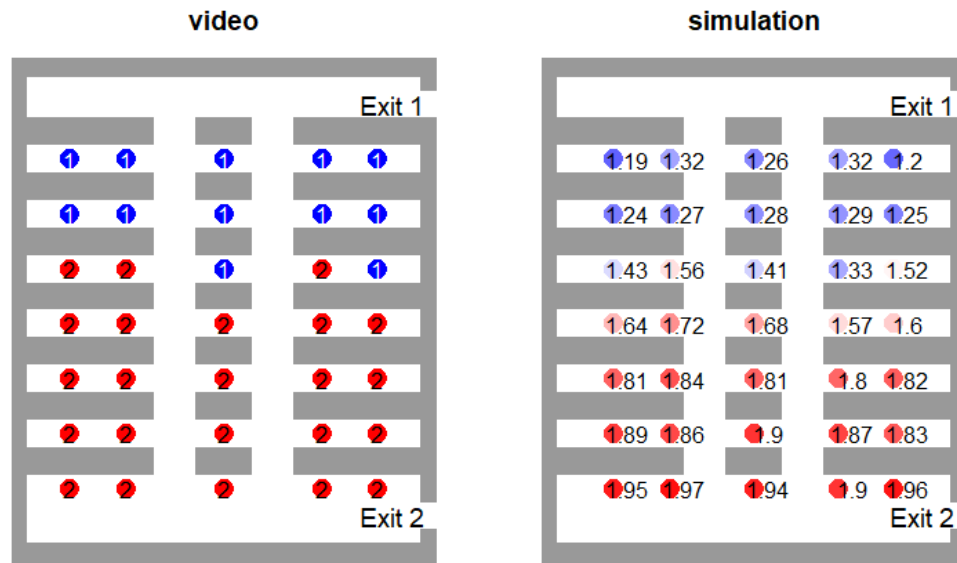 video simulation
Exit 1 Exit 1
1 1 1 1 1 1.19 1.32 1.26 1.32 1.2
1 1 1 1 1 1.24 1.27 1.28 1.29 1.25
2 2 1 2 1 1.43 1.56 1.41 1.33 1.52
2 2 2 2 2 1.64 1.72 1.68 1.57 1.6
2 2 2 2 2 1.81 1.84 1.81 1.8 1.82
2 2 2 2 2 1.89 1.86 1.9 1.87 1.83
2 2 2 2 2 1.95 1.97 1.94 1.9 1.96
Exit 2 Exit 2